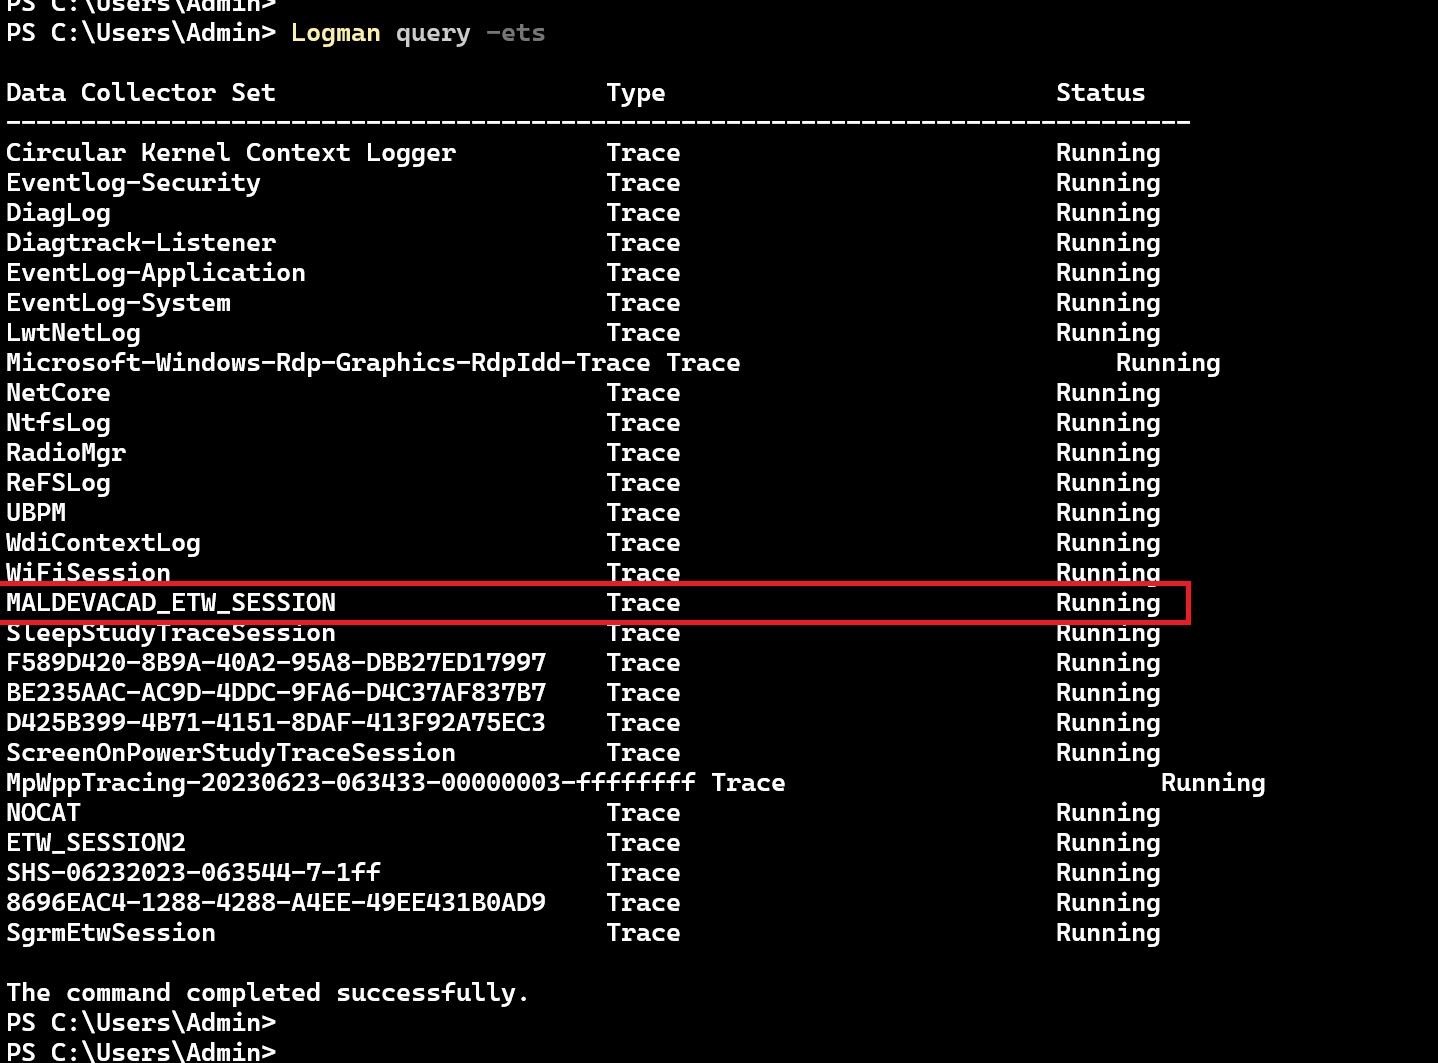 PS C:\Users\Admin>
PS C:\Users\Admin> Logman query -ets
Data Collector Set                      Type                          Status
-------------------------------------------------------------------------------
Circular Kernel Context Logger          Trace                         Running
Eventlog-Security                       Trace                         Running
DiagLog                                 Trace                         Running
Diagtrack-Listener                      Trace                         Running
EventLog-Application                    Trace                         Running
EventLog-System                         Trace                         Running
LwtNetLog                               Trace                         Running
Microsoft-Windows-Rdp-Graphics-RdpIdd-Trace Trace                         Running
NetCore                                 Trace                         Running
NtfsLog                                 Trace                         Running
RadioMgr                                Trace                         Running
ReFSLog                                 Trace                         Running
UBPM                                    Trace                         Running
WdiContextLog                           Trace                         Running
WiFiSession                             Trace                         Running
MALDEVACAD_ETW_SESSION                  Trace                         Running
SleepStudyTraceSession                  Trace                         Running
F589D420-8B9A-40A2-95A8-DBB27ED17997    Trace                         Running
BE235AAC-AC9D-4DDC-9FA6-D4C37AF837B7    Trace                         Running
D425B399-4B71-4151-8DAF-413F92A75EC3    Trace                         Running
ScreenOnPowerStudyTraceSession          Trace                         Running
MpWppTracing-20230623-063433-00000003-ffffffff Trace                         Running
NOCAT                                   Trace                         Running
ETW_SESSION2                            Trace                         Running
SHS-06232023-063544-7-1ff               Trace                         Running
8696EAC4-1288-4288-A4EE-49EE431B0AD9    Trace                         Running
SgrmEtwSession                          Trace                         Running
The command completed successfully.
PS C:\Users\Admin>
PS C:\Users\Admin>